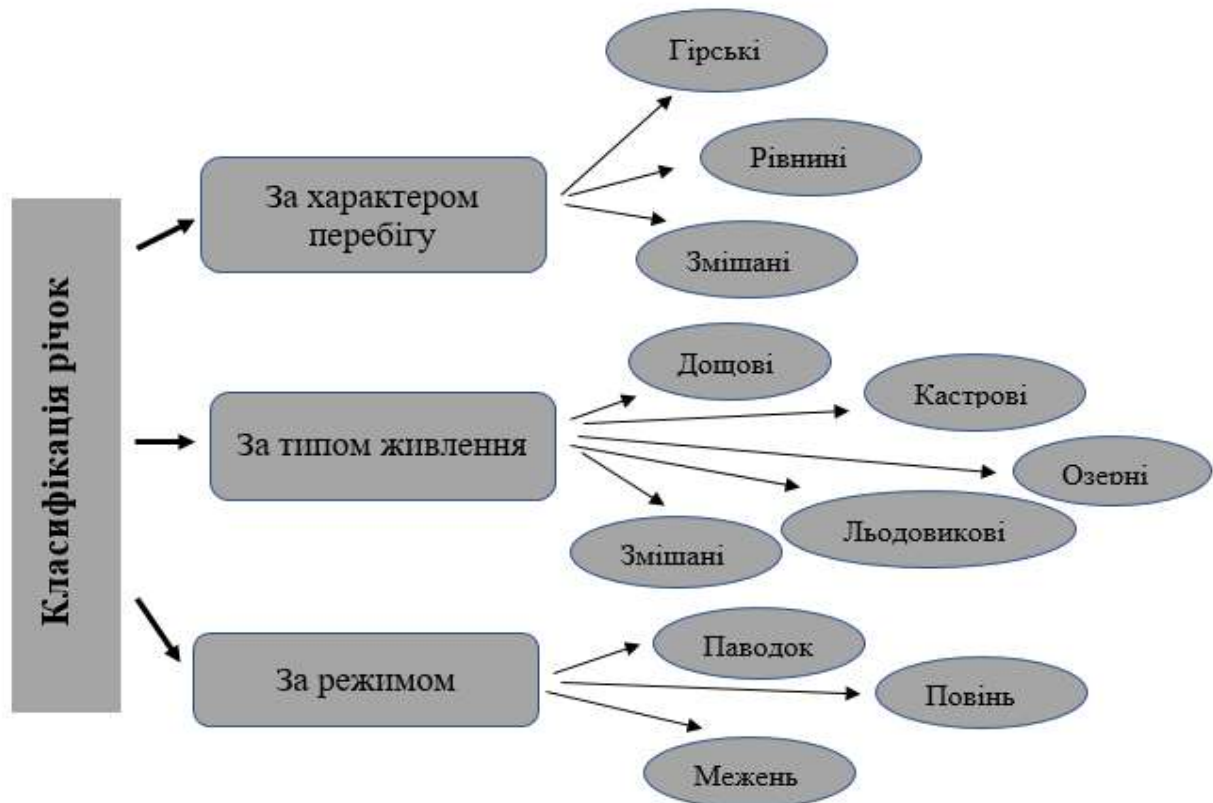 Класифікація річок
За характером
перебігу
Гірські
Рівнині
Змішані
За типом живлення
Дощові
Кастрові
Озерні
Льодовикові
Змішані
За режимом
Паводок
Повінь
Межень